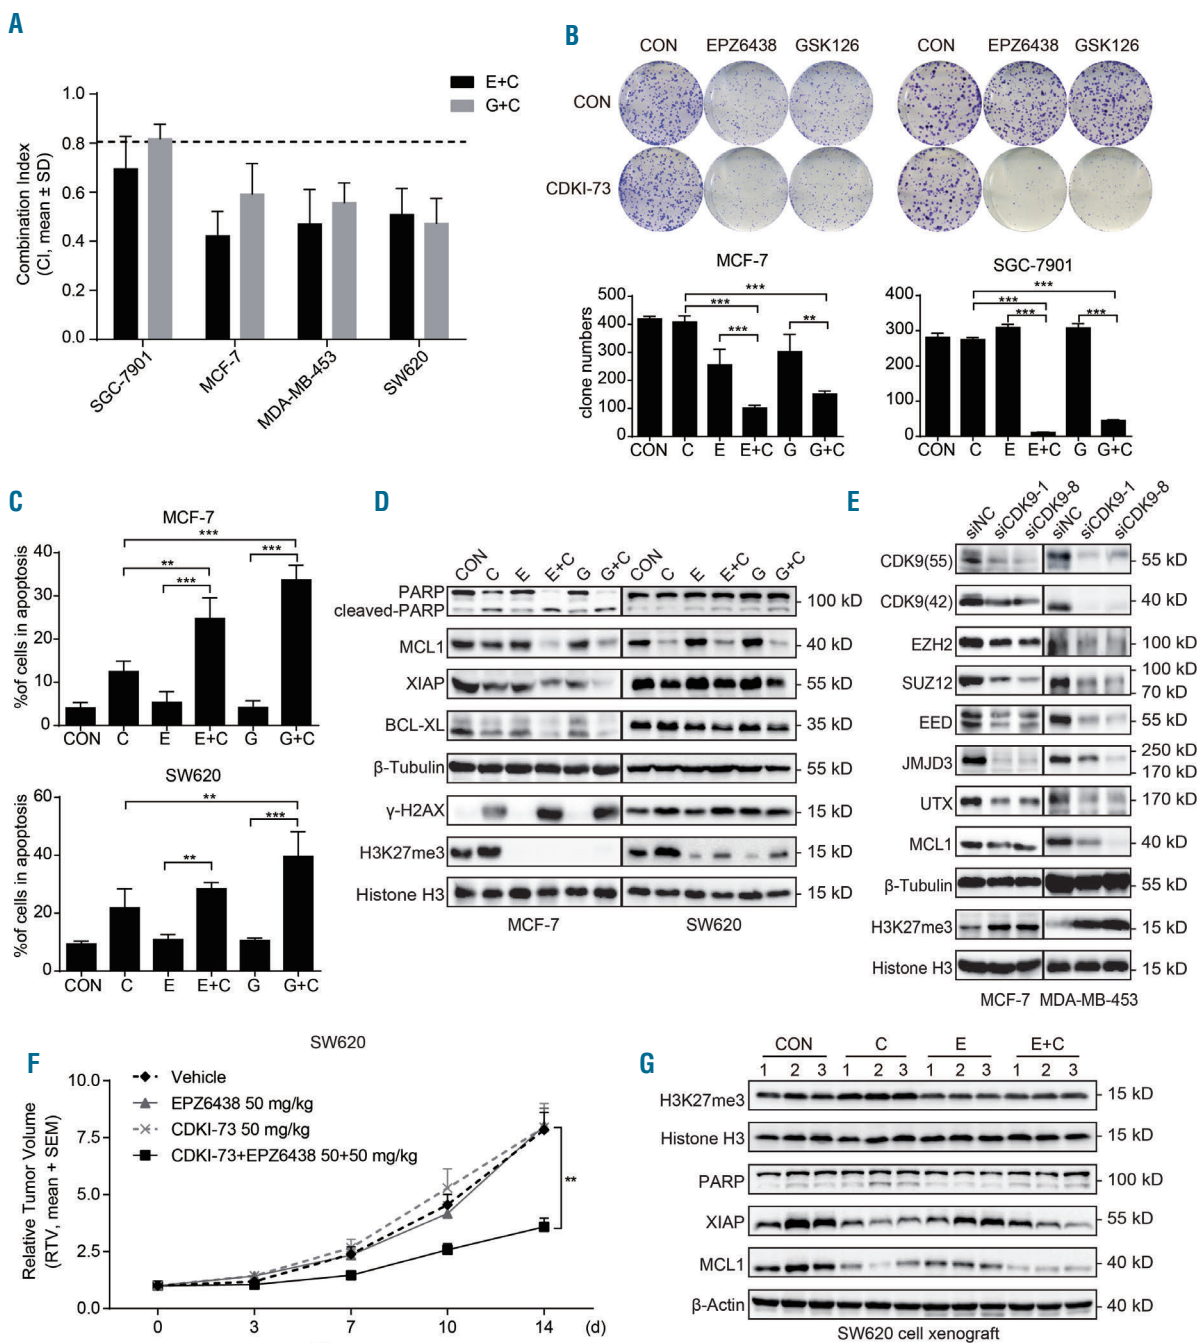 A
E+C
G+C
Combination Index
(CI, mean ± SD)
1.0
0.8
0.6
0.4
0.2
0.0
SGC-7901
MCF-7
MDA-MB-453
SW620
B
CON EPZ6438 GSK126 CON EPZ6438 GSK126
CON
CDKI-73
MCF-7
clone numbers
500
400
300
200
100
0
***
***
***
**
CON C E E+C G G+C
SGC-7901
400
300
200
100
0
***
***
***
***
CON C E E+C G G+C
C
MCF-7
%of cells in apoptosis
40
30
20
10
0
***
**
***
***
CON C E E+C G G+C
SW620
%of cells in apoptosis
60
40
20
0
**
***
**
CON C E E+C G G+C
D
CON C E E+C G G+C CON C E E+C G G+C
PARP
cleaved-PARP
100 kD
MCL1 40 kD
XIAP 55 kD
BCL-XL 35 kD
β-Tubulin 55 kD
γ-H2AX 15 kD
H3K27me3 15 kD
Histone H3 15 kD
MCF-7 SW620
E
siNC siCDK9-1 siCDK9-8 siNC siCDK9-1 siCDK9-8
CDK9(55) 55 kD
CDK9(42) 40 kD
EZH2 100 kD
SUZ12 100 kD
70 kD
EED 55 kD
JMJD3 250 kD
170 kD
UTX 170 kD
MCL1 40 kD
β-Tubulin 55 kD
H3K27me3 15 kD
Histone H3 15 kD
MCF-7 MDA-MB-453
F
SW620
Relative Tumor Volume
(RTV, mean + SEM)
10.0
7.5
5.0
2.5
0.0
Vehicle
EPZ6438 50 mg/kg
CDKI-73 50 mg/kg
CDKI-73+EPZ6438 50+50 mg/kg
**
0 3 7 10 14 (d)
G
CON C E E+C
1 2 3 1 2 3 1 2 3 1 2 3
H3K27me3 15 kD
Histone H3 15 kD
PARP 100 kD
XIAP 55 kD
MCL1 40 kD
β-Actin 40 kD
SW620 cell xenograft